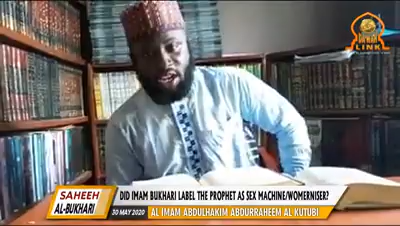 LINK
SAHEEH
AL-BUKHARI
DID IMAM BUKHARI LABEL THE PROPHET AS SEX MACHINE/WOMERNISER?
30 MAY 2020
AL IMAM ABDULHAKIM ABDURRAHEEM AL KUTUBI